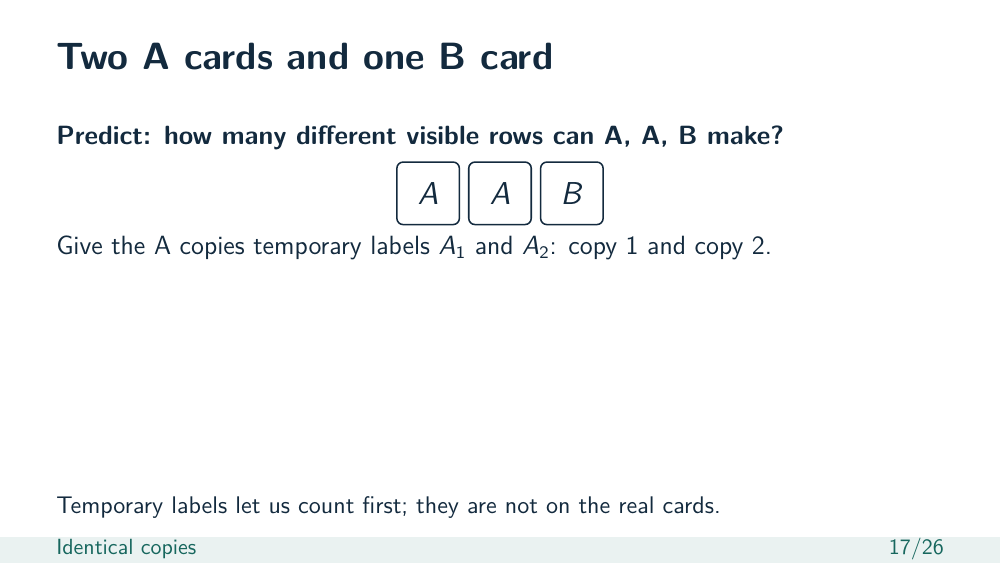 Two A cards and one B card
Predict: how many different visible rows can A, A, B make?
A A B
Give the A copies temporary labels A₁ and A₂: copy 1 and copy 2.
Temporary labels let us count first; they are not on the real cards.
Identical copies 17/26